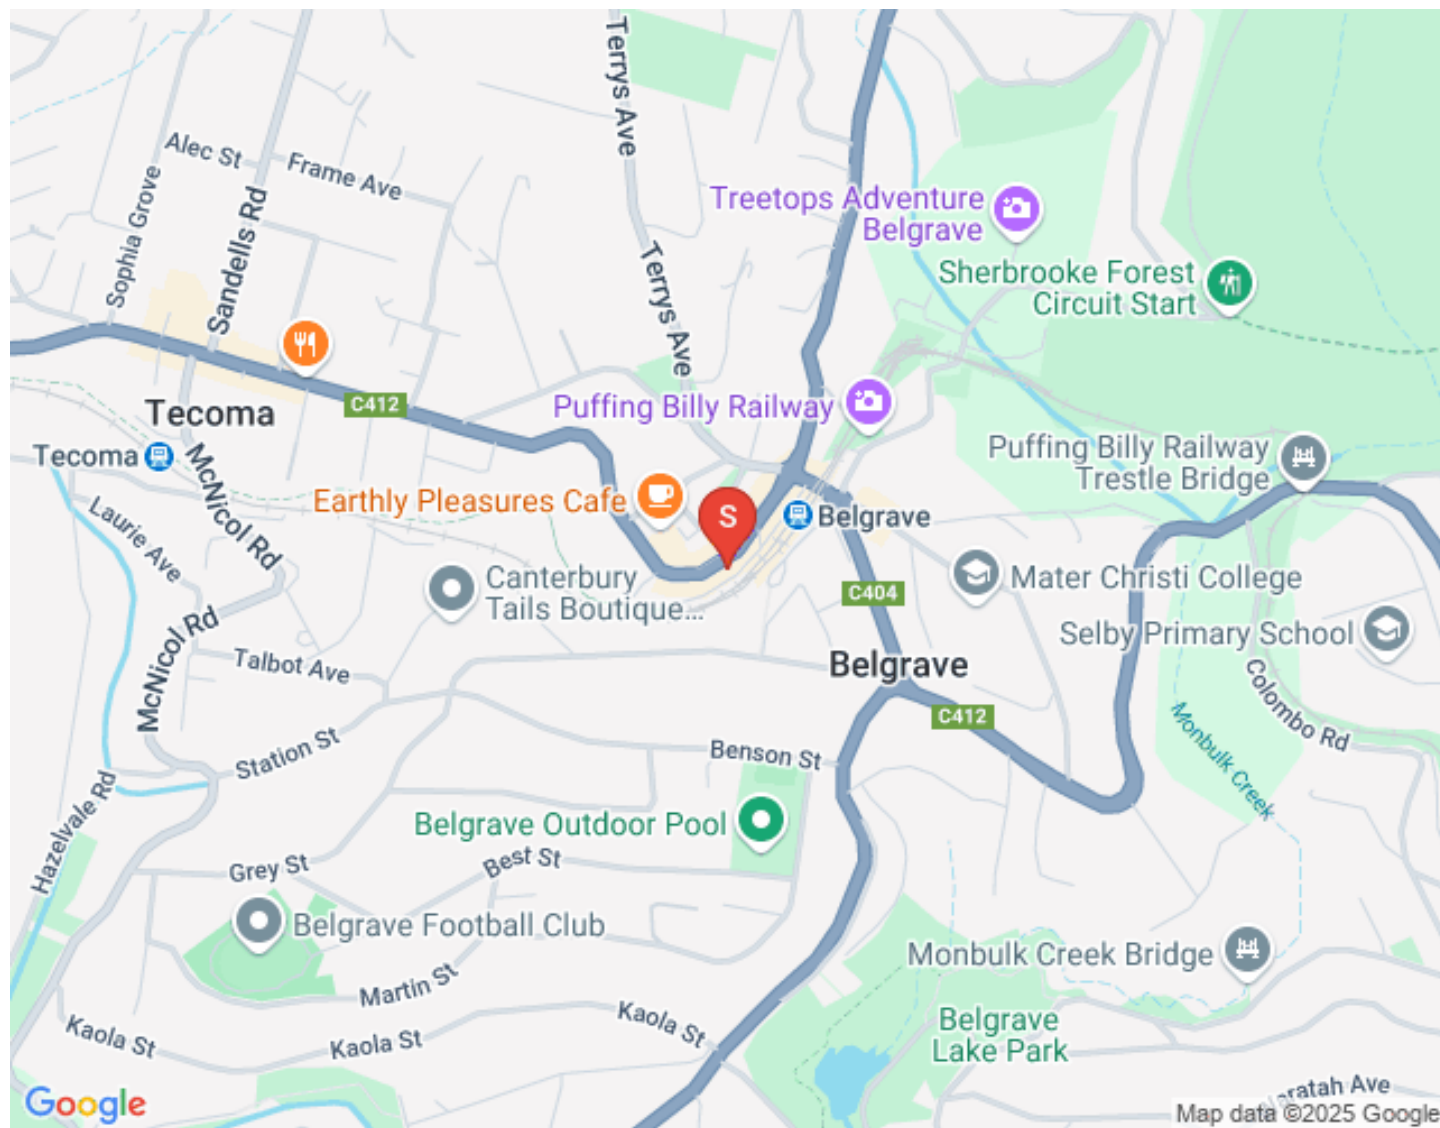 Terrys Ave
Alec St
Frame Ave
Sophia Grove
Sandells Rd
Treetops Adventure
Belgrave
Terrys Ave
Sherbrooke Forest
Circuit Start
C412
Tecoma
Puffing Billy Railway
Tecoma
McNicol Rd
Puffing Billy Railway
Trestle Bridge
Earthly Pleasures Cafe
S
Belgrave
Laurie Ave
Canterbury
Tails Boutique...
C404
Mater Christi College
Selby Primary School
McNicol Rd
Talbot Ave
Belgrave
C412
Colombo Rd
Monbulk Creek
Station St
Benson St
Hazelvale Rd
Belgrave Outdoor Pool
Grey St
Best St
Belgrave Football Club
Monbulk Creek Bridge
Martin St
Kaola St
Kaola St
Kaola St
Belgrave
Lake Park
Google
aratah Ave
Map data ©2025 Google